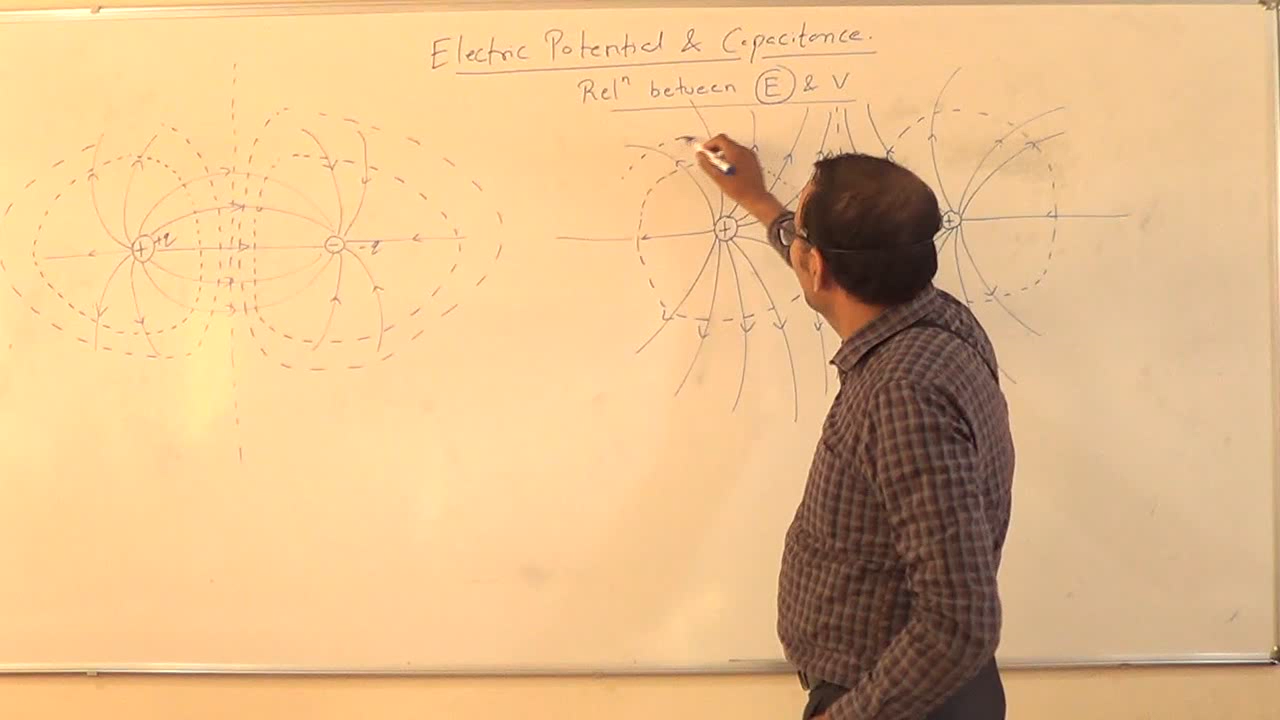 Electric Potential & Capacitance.
Relⁿ between E & V
+ +q
- -q
+
+